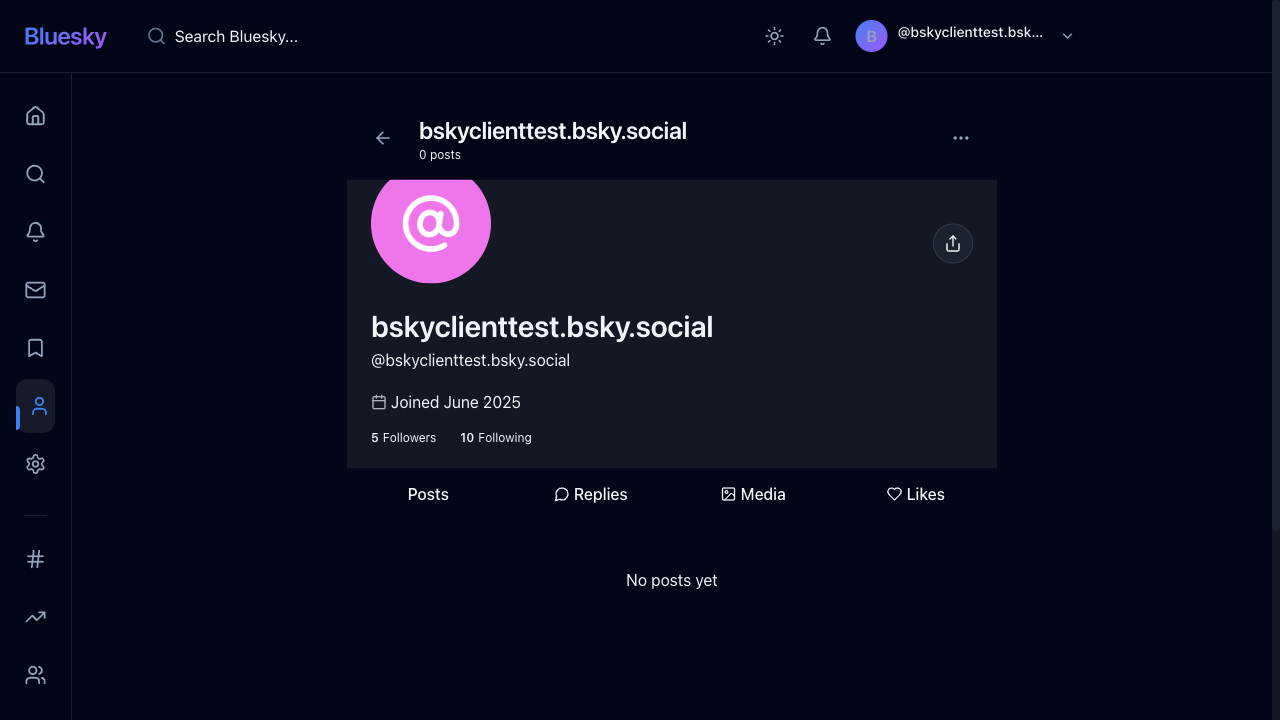 Bluesky
Search Bluesky...
B
@bskyclienttest.bsk...
bskyclienttest.bsky.social
0 posts
@
bskyclienttest.bsky.social
@bskyclienttest.bsky.social
Joined June 2025
5 Followers 10 Following
Posts Replies Media Likes
No posts yet